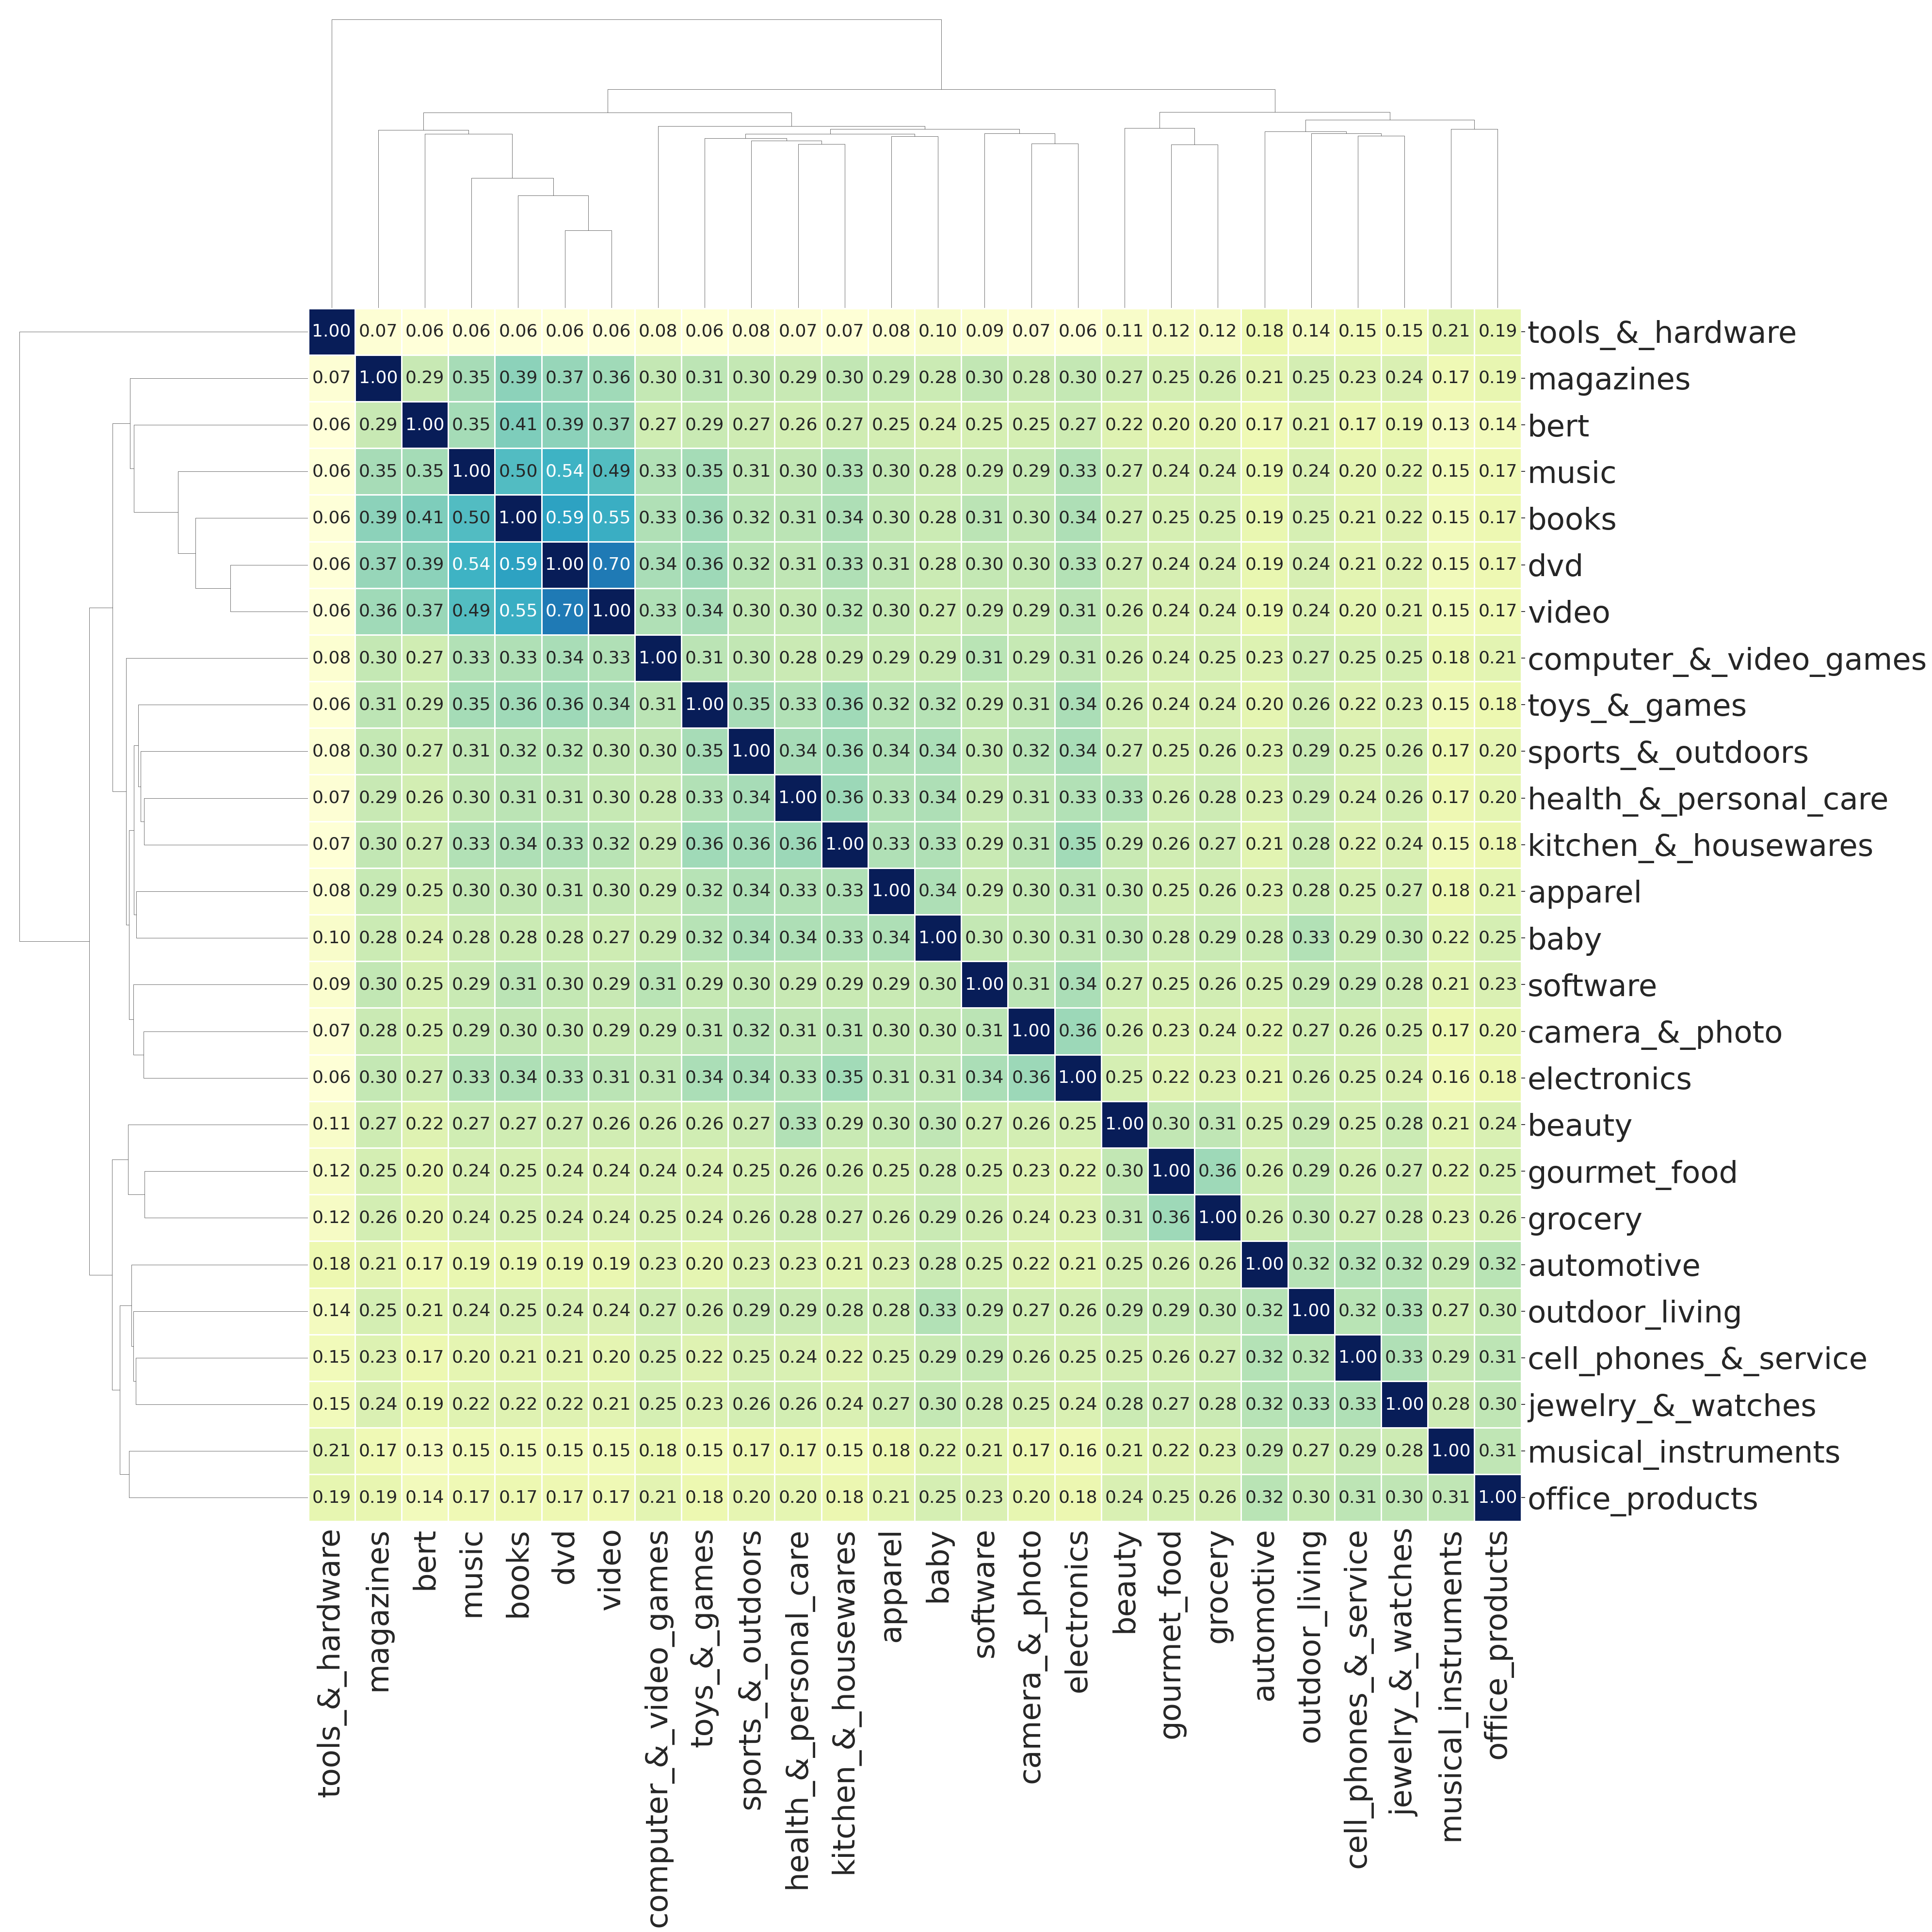 1.00 0.07 0.06 0.06 0.06 0.06 0.06 0.08 0.06 0.08 0.07 0.07 0.08 0.10 0.09 0.07 0.06 0.11 0.12 0.12 0.18 0.14 0.15 0.15 0.21 0.19 tools_&_hardware
0.07 1.00 0.29 0.35 0.39 0.37 0.36 0.30 0.31 0.30 0.29 0.30 0.29 0.28 0.30 0.28 0.30 0.27 0.25 0.26 0.21 0.25 0.23 0.24 0.17 0.19 magazines
0.06 0.29 1.00 0.35 0.41 0.39 0.37 0.27 0.29 0.27 0.26 0.27 0.25 0.24 0.25 0.25 0.27 0.22 0.20 0.20 0.17 0.21 0.17 0.19 0.13 0.14 bert
0.06 0.35 0.35 1.00 0.50 0.54 0.49 0.33 0.35 0.31 0.30 0.33 0.30 0.28 0.29 0.29 0.33 0.27 0.24 0.24 0.19 0.24 0.20 0.22 0.15 0.17 music
0.06 0.39 0.41 0.50 1.00 0.59 0.55 0.33 0.36 0.32 0.31 0.34 0.30 0.28 0.31 0.30 0.34 0.27 0.25 0.25 0.19 0.25 0.21 0.22 0.15 0.17 books
0.06 0.37 0.39 0.54 0.59 1.00 0.70 0.34 0.36 0.32 0.31 0.33 0.31 0.28 0.30 0.30 0.33 0.27 0.24 0.24 0.19 0.24 0.21 0.22 0.15 0.17 dvd
0.06 0.36 0.37 0.49 0.55 0.70 1.00 0.33 0.34 0.30 0.30 0.32 0.30 0.27 0.29 0.29 0.31 0.26 0.24 0.24 0.19 0.24 0.20 0.21 0.15 0.17 video
0.08 0.30 0.27 0.33 0.33 0.34 0.33 1.00 0.31 0.30 0.28 0.29 0.29 0.29 0.31 0.29 0.31 0.26 0.24 0.25 0.23 0.27 0.25 0.25 0.18 0.21 computer_&_video_games
0.06 0.31 0.29 0.35 0.36 0.36 0.34 0.31 1.00 0.35 0.33 0.36 0.32 0.32 0.29 0.31 0.34 0.26 0.24 0.24 0.20 0.26 0.22 0.23 0.15 0.18 toys_&_games
0.08 0.30 0.27 0.31 0.32 0.32 0.30 0.30 0.35 1.00 0.34 0.36 0.34 0.34 0.30 0.32 0.34 0.27 0.25 0.26 0.23 0.29 0.25 0.26 0.17 0.20 sports_&_outdoors
0.07 0.29 0.26 0.30 0.31 0.31 0.30 0.28 0.33 0.34 1.00 0.36 0.33 0.34 0.29 0.31 0.33 0.33 0.26 0.28 0.23 0.29 0.24 0.26 0.17 0.20 health_&_personal_care
0.07 0.30 0.27 0.33 0.34 0.33 0.32 0.29 0.36 0.36 0.36 1.00 0.33 0.33 0.29 0.31 0.35 0.29 0.26 0.27 0.21 0.28 0.22 0.24 0.15 0.18 kitchen_&_housewares
0.08 0.29 0.25 0.30 0.30 0.31 0.30 0.29 0.32 0.34 0.33 0.33 1.00 0.34 0.29 0.30 0.31 0.30 0.25 0.26 0.23 0.28 0.25 0.27 0.18 0.21 apparel
0.10 0.28 0.24 0.28 0.28 0.28 0.27 0.29 0.32 0.34 0.34 0.33 0.34 1.00 0.30 0.30 0.31 0.30 0.28 0.29 0.28 0.33 0.29 0.30 0.22 0.25 baby
0.09 0.30 0.25 0.29 0.31 0.30 0.29 0.31 0.29 0.30 0.29 0.29 0.29 0.30 1.00 0.31 0.34 0.27 0.25 0.26 0.25 0.29 0.29 0.28 0.21 0.23 software
0.07 0.28 0.25 0.29 0.30 0.30 0.29 0.29 0.31 0.32 0.31 0.31 0.30 0.30 0.31 1.00 0.36 0.26 0.23 0.24 0.22 0.27 0.26 0.25 0.17 0.20 camera_&_photo
0.06 0.30 0.27 0.33 0.34 0.33 0.31 0.31 0.34 0.34 0.33 0.35 0.31 0.31 0.34 0.36 1.00 0.25 0.22 0.23 0.21 0.26 0.25 0.24 0.16 0.18 electronics
0.11 0.27 0.22 0.27 0.27 0.27 0.26 0.26 0.26 0.27 0.33 0.29 0.30 0.30 0.27 0.26 0.25 1.00 0.30 0.31 0.25 0.29 0.25 0.28 0.21 0.24 beauty
0.12 0.25 0.20 0.24 0.25 0.24 0.24 0.24 0.24 0.25 0.26 0.26 0.25 0.28 0.25 0.23 0.22 0.30 1.00 0.36 0.26 0.29 0.26 0.27 0.22 0.25 gourmet_food
0.12 0.26 0.20 0.24 0.25 0.24 0.24 0.25 0.24 0.26 0.28 0.27 0.26 0.29 0.26 0.24 0.23 0.31 0.36 1.00 0.26 0.30 0.27 0.28 0.23 0.26 grocery
0.18 0.21 0.17 0.19 0.19 0.19 0.19 0.23 0.20 0.23 0.23 0.21 0.23 0.28 0.25 0.22 0.21 0.25 0.26 0.26 1.00 0.32 0.32 0.32 0.29 0.32 automotive
0.14 0.25 0.21 0.24 0.25 0.24 0.24 0.27 0.26 0.29 0.29 0.28 0.28 0.33 0.29 0.27 0.26 0.29 0.29 0.30 0.32 1.00 0.32 0.33 0.27 0.30 outdoor_living
0.15 0.23 0.17 0.20 0.21 0.21 0.20 0.25 0.22 0.25 0.24 0.22 0.25 0.29 0.29 0.26 0.25 0.25 0.26 0.27 0.32 0.32 1.00 0.33 0.29 0.31 cell_phones_&_service
0.15 0.24 0.19 0.22 0.22 0.22 0.21 0.25 0.23 0.26 0.26 0.24 0.27 0.30 0.28 0.25 0.24 0.28 0.27 0.28 0.32 0.33 0.33 1.00 0.28 0.30 jewelry_&_watches
0.21 0.17 0.13 0.15 0.15 0.15 0.15 0.18 0.15 0.17 0.17 0.15 0.18 0.22 0.21 0.17 0.16 0.21 0.22 0.23 0.29 0.27 0.29 0.28 1.00 0.31 musical_instruments
0.19 0.19 0.14 0.17 0.17 0.17 0.17 0.21 0.18 0.20 0.20 0.18 0.21 0.25 0.23 0.20 0.18 0.24 0.25 0.26 0.32 0.30 0.31 0.30 0.31 1.00 office_products
tools_&_hardware
magazines
bert
music
books
dvd
video
computer_&_video_games
toys_&_games
sports_&_outdoors
health_&_personal_care
kitchen_&_housewares
apparel
baby
software
camera_&_photo
electronics
beauty
gourmet_food
grocery
automotive
outdoor_living
cell_phones_&_service
jewelry_&_watches
musical_instruments
office_products